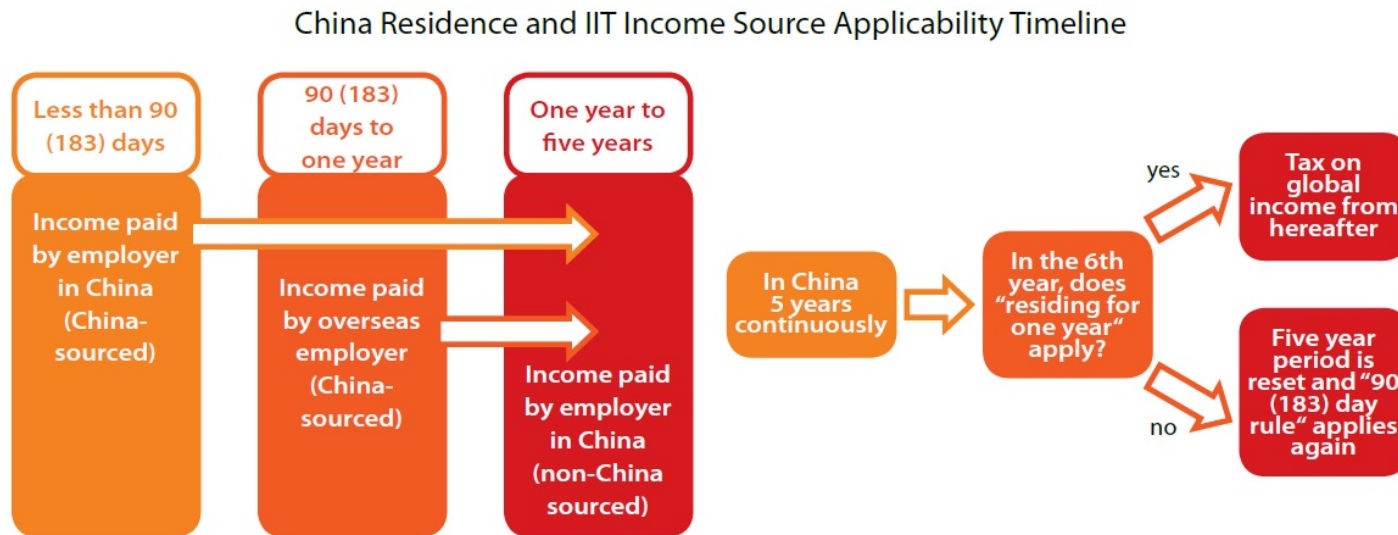 China Residence and IIT Income Source Applicability Timeline
Less than 90
(183) days
Income paid
by employer
in China
(China-
sourced)
90 (183)
days to
one year
Income paid
by overseas
employer
(China-
sourced)
One year to
five years
Income paid
by employer
in China
(non-China
sourced)
In China
5 years
continuously
In the 6th
year, does
“residing for
one year“
apply?
yes
Tax on
global
income from
hereafter
no
Five year
period is
reset and “90
(183) day
rule“ applies
again